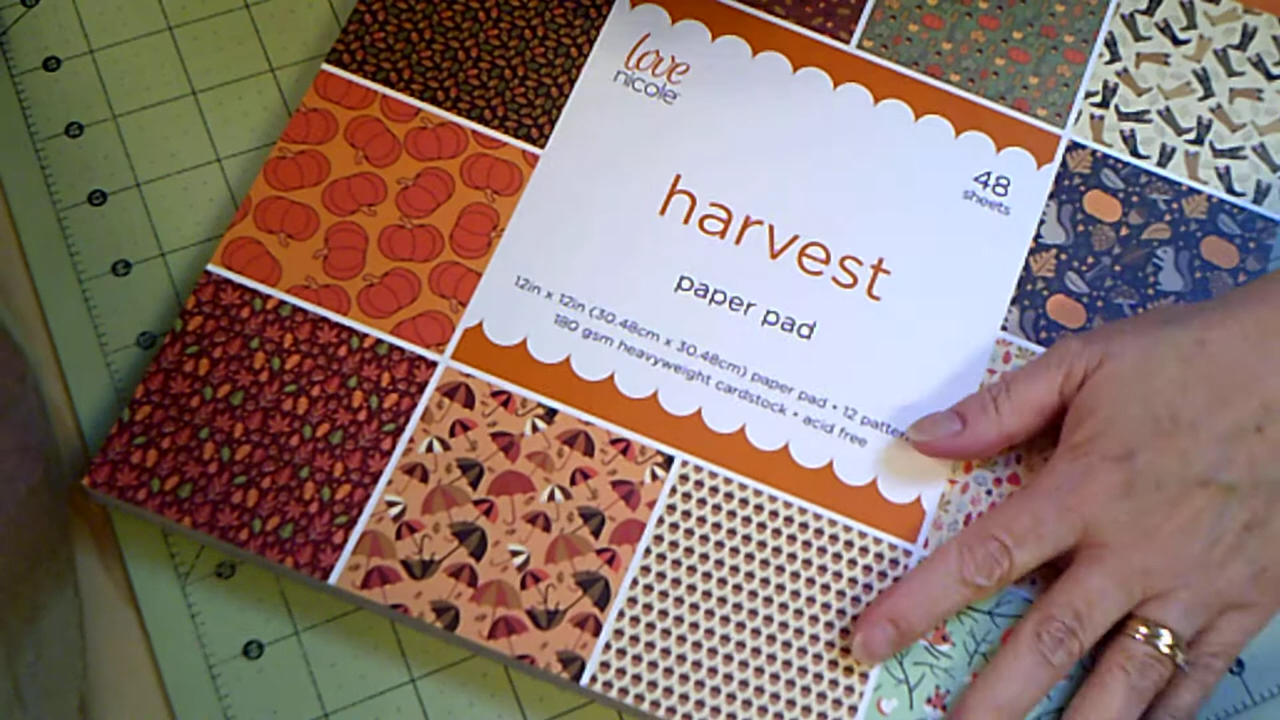 love
nicole
48
sheets
harvest
paper pad
12in x 12in (30.48cm x 30.48cm) paper pad • 12
180 gsm heavyweight cardstock • acid free